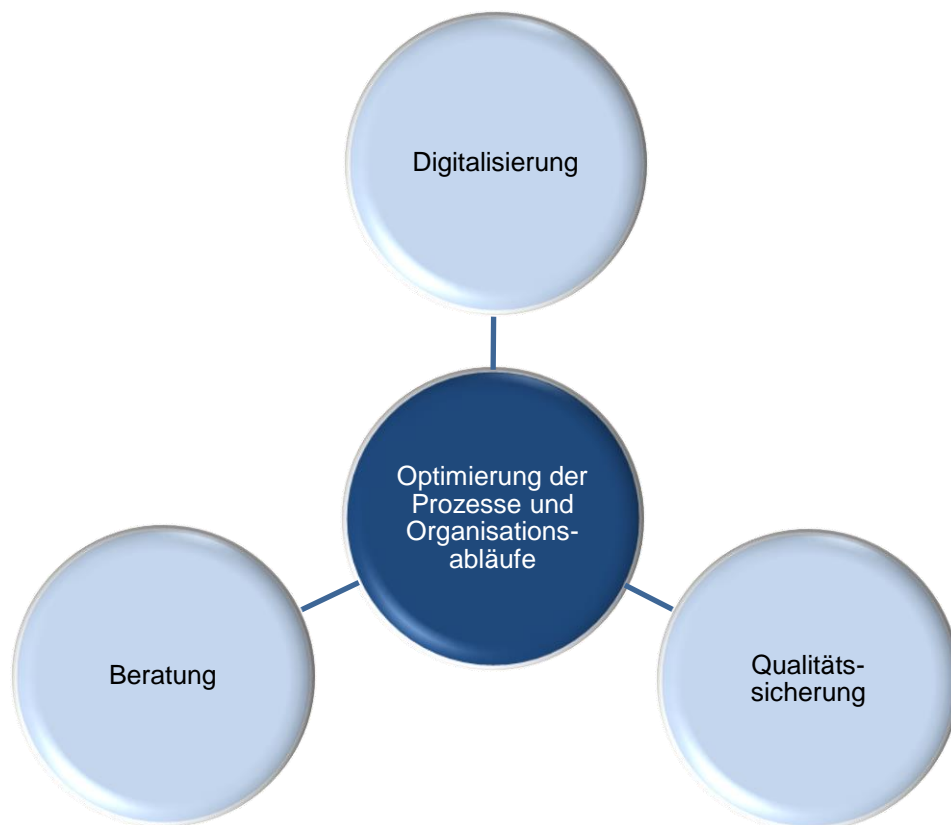 Digitalisierung
Optimierung der
Prozesse und
Organisations-
abläufe
Beratung
Qualitäts-
sicherung